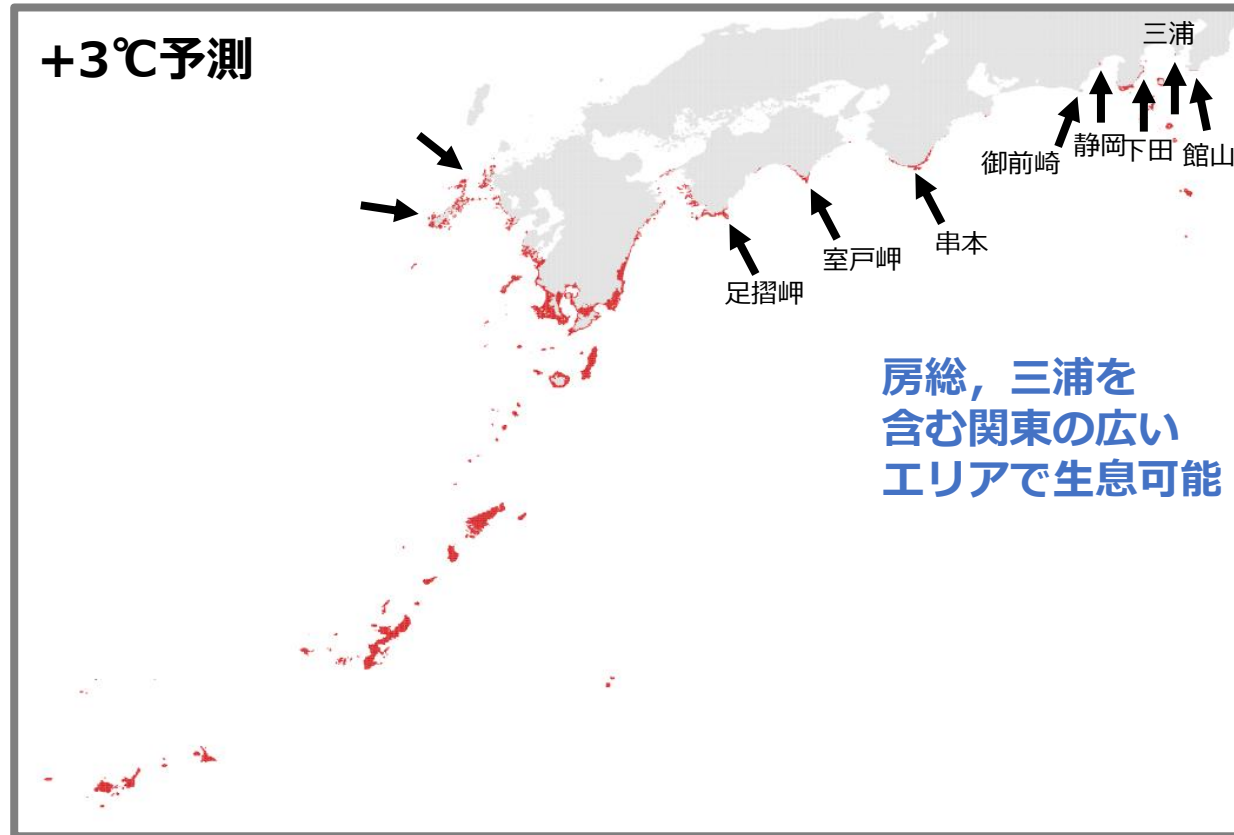 +3℃予測
三浦
御前崎
静岡
下田
館山
串本
室戸岬
足摺岬
房総，三浦を
含む関東の広い
エリアで生息可能